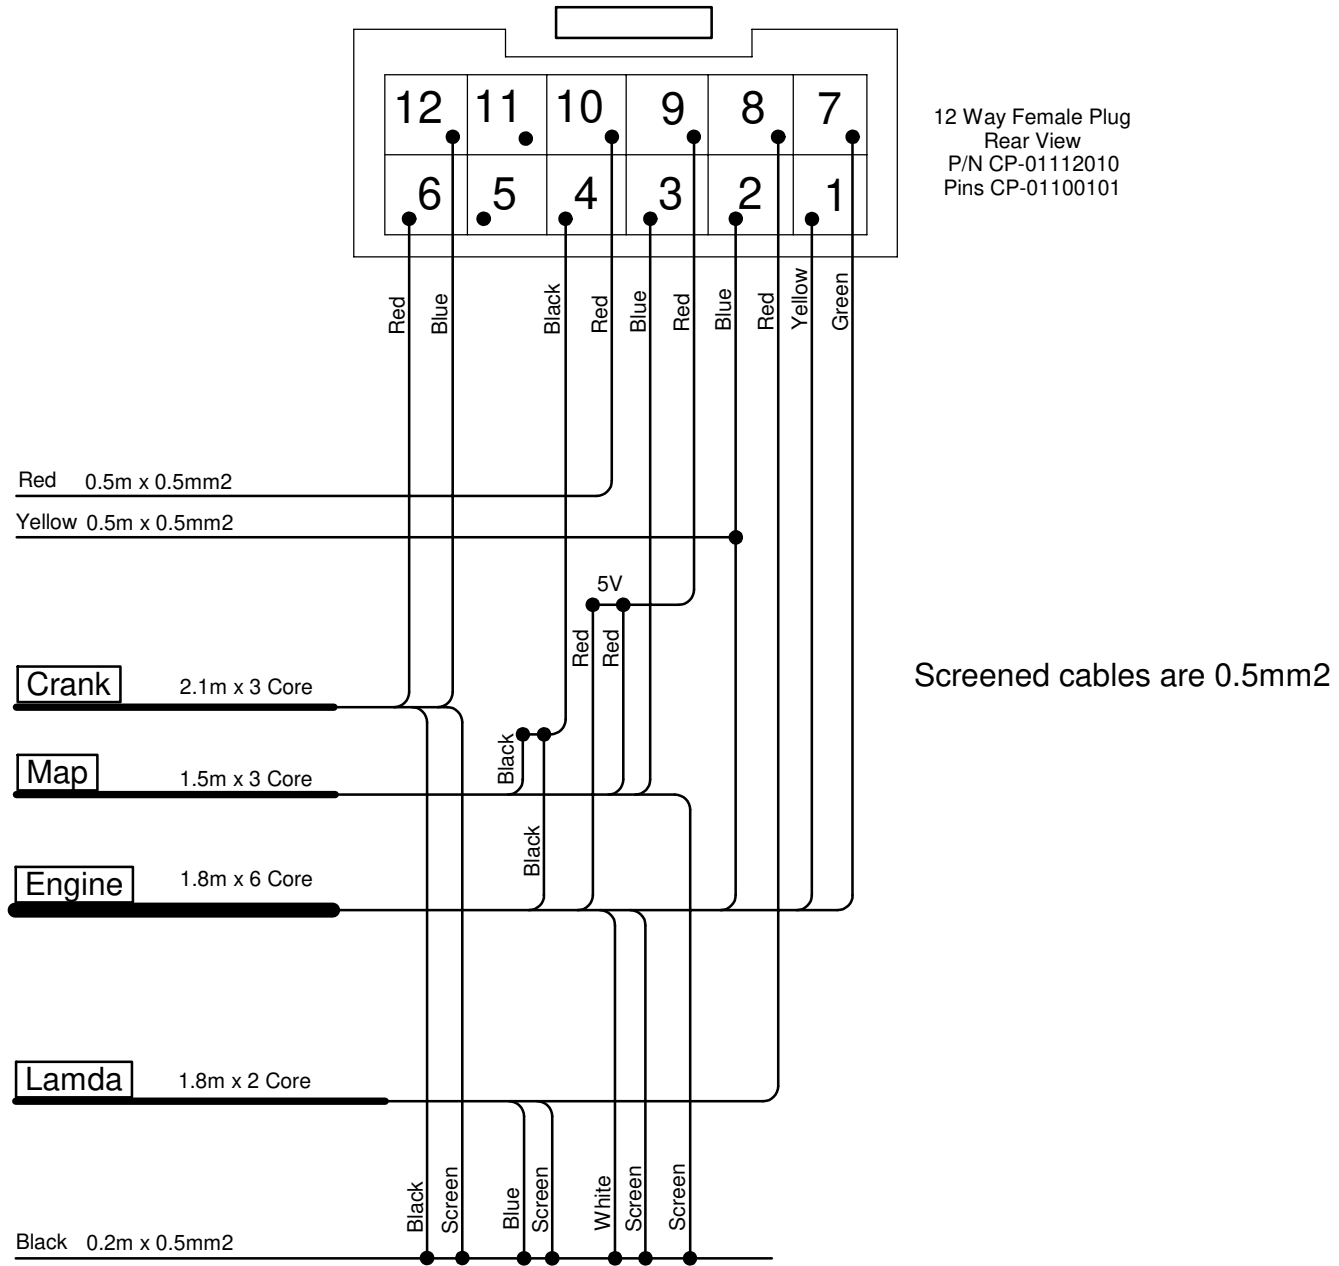 12 11 10 9 8 7
6 5 4 3 2 1
12 Way Female Plug
Rear View
P/N CP-01112010
Pins CP-01100101
Red
Blue
Black
Red
Blue
Red
Blue
Red
Yellow
Green
Red 0.5m x 0.5mm2
Yellow 0.5m x 0.5mm2
5V
Red
Red
Crank 2.1m x 3 Core
Screened cables are 0.5mm2
Black
Map 1.5m x 3 Core
Black
Engine 1.8m x 6 Core
Lamda 1.8m x 2 Core
Black
Screen
Blue
Screen
White
Screen
Screen
Black 0.2m x 0.5mm2